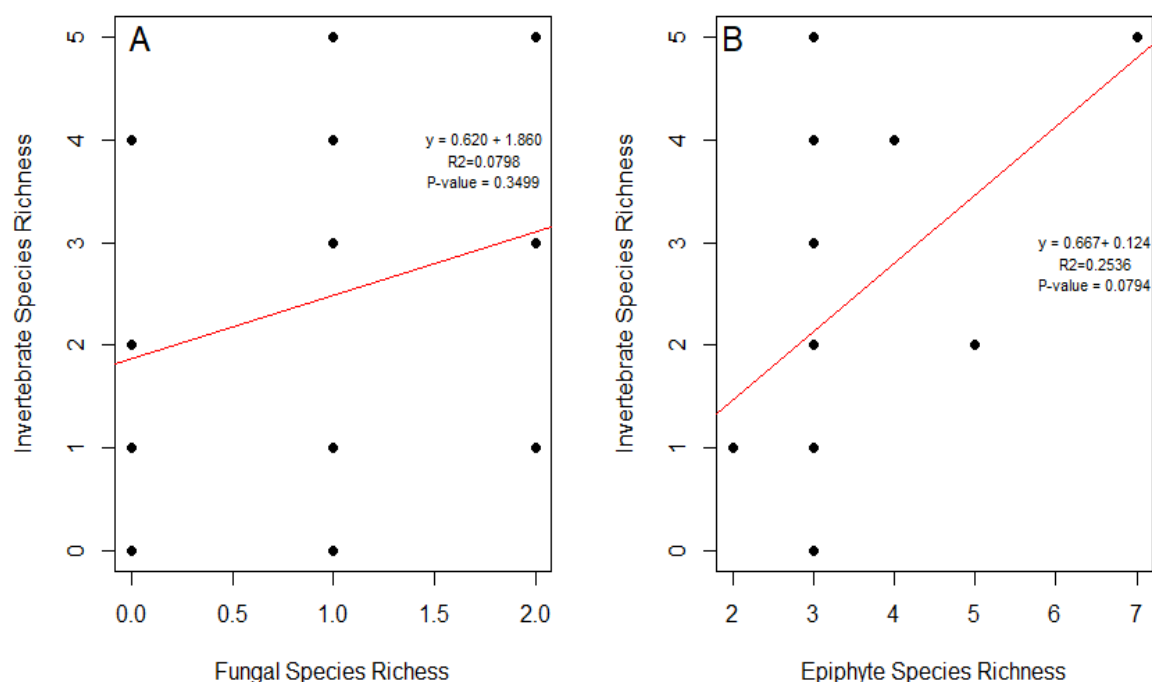 A
Invertebrate Species Richness
5
4
3
2
1
0
y = 0.620 + 1.860
R2=0.0798
P-value = 0.3499
0.0 0.5 1.0 1.5 2.0
Fungal Species Richess
B
Invertebrate Species Richness
5
4
3
2
1
0
y = 0.667+ 0.124
R2=0.2536
P-value = 0.0794
2 3 4 5 6 7
Epiphyte Species Richness